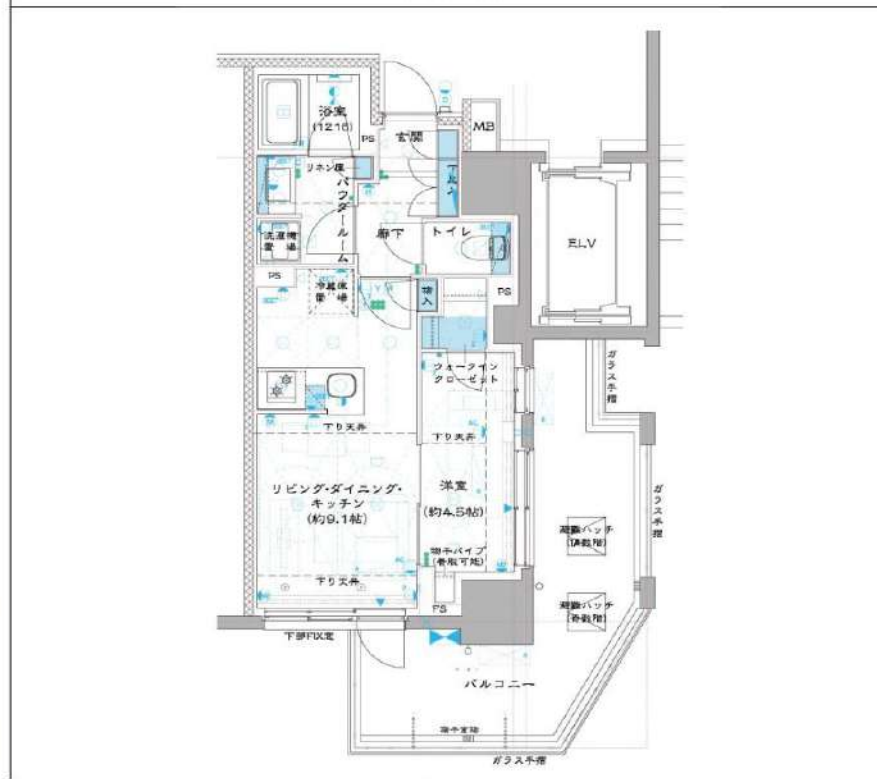 浴室
(1216)
PS
玄関
MB
リネン庫
下足入
パウダールーム
洗濯機
置場
廊下
トイレ
ELV
PS
冷蔵庫
置場
物入
PS
ウォークイン
クローゼット
ガラス手摺
下り天井
下り天井
リビング・ダイニング・
キッチン
(約9.1帖)
洋室
(約4.5帖)
ガラス手摺
避難ハッチ
(偶数階)
物干パイプ
(着脱可能)
下り天井
避難ハッチ
(奇数階)
PS
下部FIX窓
バルコニー
物干金物
ガラス手摺